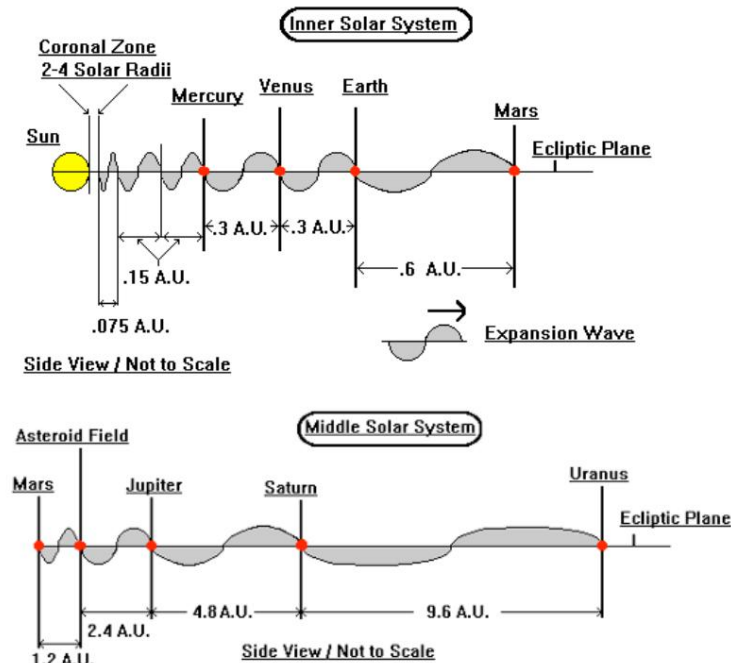 Inner Solar System
Coronal Zone
2-4 Solar Radii
Mercury
Venus
Earth
Mars
Sun
Ecliptic Plane
.3 A.U.
.3 A.U.
.15 A.U.
.6 A.U.
.075 A.U.
Expansion Wave
Side View / Not to Scale
Middle Solar System
Asteroid Field
Mars
Jupiter
Saturn
Uranus
Ecliptic Plane
2.4 A.U.
4.8 A.U.
9.6 A.U.
1.2 A.U.
Side View / Not to Scale